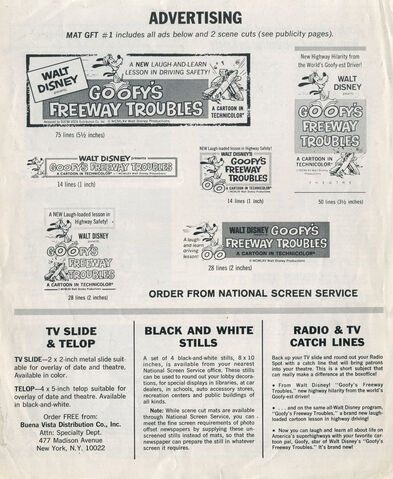 ADVERTISING
MAT GFT #1 includes all ads below and 2 scene cuts (see publicity pages).
WALT
DISNEY
presents
A NEW LAUGH-AND-LEARN
LESSON IN DRIVING SAFETY!
GOOFY'S
FREEWAY TROUBLES
A CARTOON IN
TECHNICOLOR®
75 lines (5½ inches)
New Highway Hilarity from
the World's Goofy-est Driver!
WALT
DISNEY
presents
GOOFY'S
FREEWAY
TROUBLES
A CARTOON IN
TECHNICOLOR®
50 lines (3½ inches)
WALT DISNEY
GOOFY'S FREEWAY TROUBLES
A CARTOON IN TECHNICOLOR®
14 lines (1 inch)
NEW Laugh-loaded lesson in Highway Safety!
WALT DISNEY'S
GOOFY'S
FREEWAY
TROUBLES
A CARTOON IN
TECHNICOLOR®
14 lines (1 inch)
A NEW Laugh-loaded lesson in
Highway Safety!
WALT
DISNEY
presents
GOOFY'S
FREEWAY
TROUBLES
A CARTOON IN TECHNICOLOR®
28 lines (2 inches)
A
laugh-
and-learn
driving
lesson!
WALT DISNEY GOOFY'S
FREEWAY TROUBLES
A CARTOON IN TECHNICOLOR®
28 lines (2 inches)
ORDER FROM NATIONAL SCREEN SERVICE
TV SLIDE
& TELOP
TV SLIDE—2 x 2-inch metal slide suit-
able for overlay of date and theatre.
Available in color.
TELOP—4 x 5-inch telop suitable for
overlay of date and theatre. Available
in black-and-white.
Order FREE from:
Buena Vista Distribution Co., Inc.
Attn: Specialty Dept.
477 Madison Avenue
New York, N.Y. 10022
BLACK AND WHITE
STILLS
A set of 4 black-and-white stills, 8 x 10
inches, is available from your nearest
National Screen Service office. These stills
can be used to round out your lobby decora-
tions, for special displays in libraries, at car
dealers, in schools, auto accessory stores,
recreation centers and public buildings of
all kinds.
Note: While scene cut mats are available
through National Screen Service, you can
meet the fine screen requirements of photo
offset newspapers by supplying these un-
screened stills instead of mats, so that the
newspaper can prepare the still in whatever
screen it requires.
RADIO & TV
CATCH LINES
Back up your TV slide and round out your Radio
Spot with a catch line that will bring patrons
into your theatre. This is a short subject that
can really make a difference at the boxoffice!
• From Walt Disney! "Goofy's Freeway
Troubles," new highway hilarity from the world's
Goofy-est driver!
• . . . and on the same all Walt Disney program,
"Goofy's Freeway Troubles," a brand new laugh-
loaded cartoon lesson in highway driving!
• Now you can laugh and learn all about life on
America's superhighways with your favorite car-
toon pal, Goofy, star of Walt Disney's "Goofy's
Freeway Troubles." It's brand new!